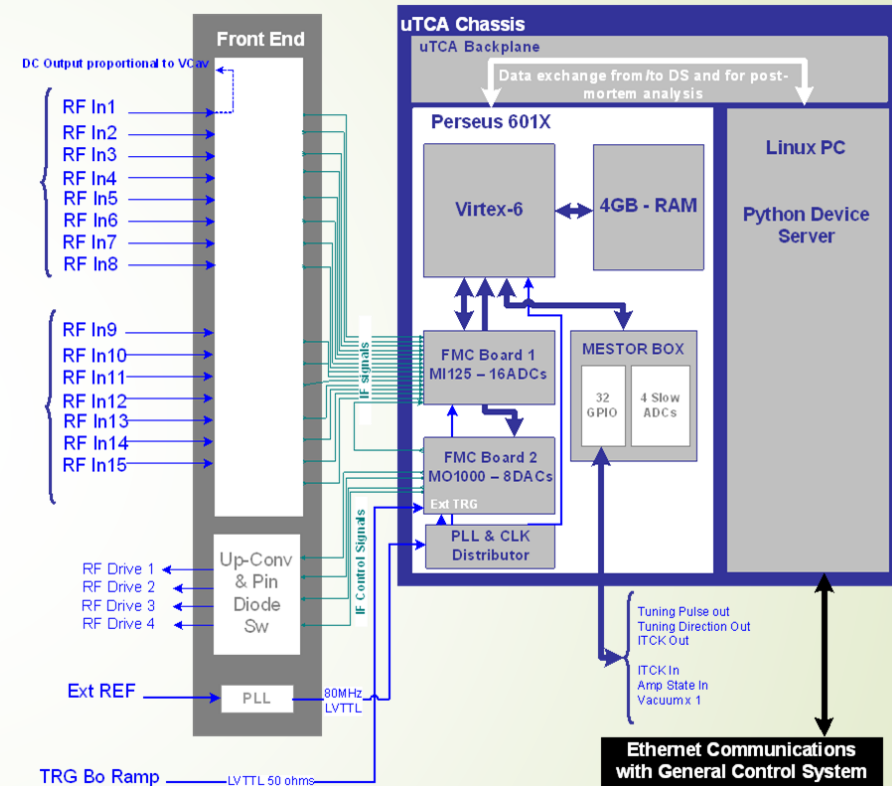 uTCA Chassis
uTCA Backplane
Front End
DC Output proportional to VCav
Data exchange from/to DS and for post-
mortem analysis
RF In1
RF In2
RF In3
RF In4
RF In5
RF In6
RF In7
RF In8
Perseus 601X
Virtex-6
4GB - RAM
Linux PC
Python Device
Server
RF In9
RF In10
RF In11
RF In12
RF In13
RF In14
RF In15
IF signals
FMC Board 1
MI125 – 16ADCs
MESTOR BOX
32
GPIO
4 Slow
ADCs
FMC Board 2
MO1000 – 8DACs
Ext TRG
PLL & CLK
Distributor
IF Control Signals
Up-Conv
& Pin
Diode
Sw
RF Drive 1
RF Drive 2
RF Drive 3
RF Drive 4
Tuning Pulse out
Tuning Direction Out
ITCK Out
ITCK In
Amp State In
Vacuum x 1
Ext REF
PLL
80MHz
LVTTL
TRG Bo Ramp
LVTTL 50 ohms
Ethernet Communications
with General Control System